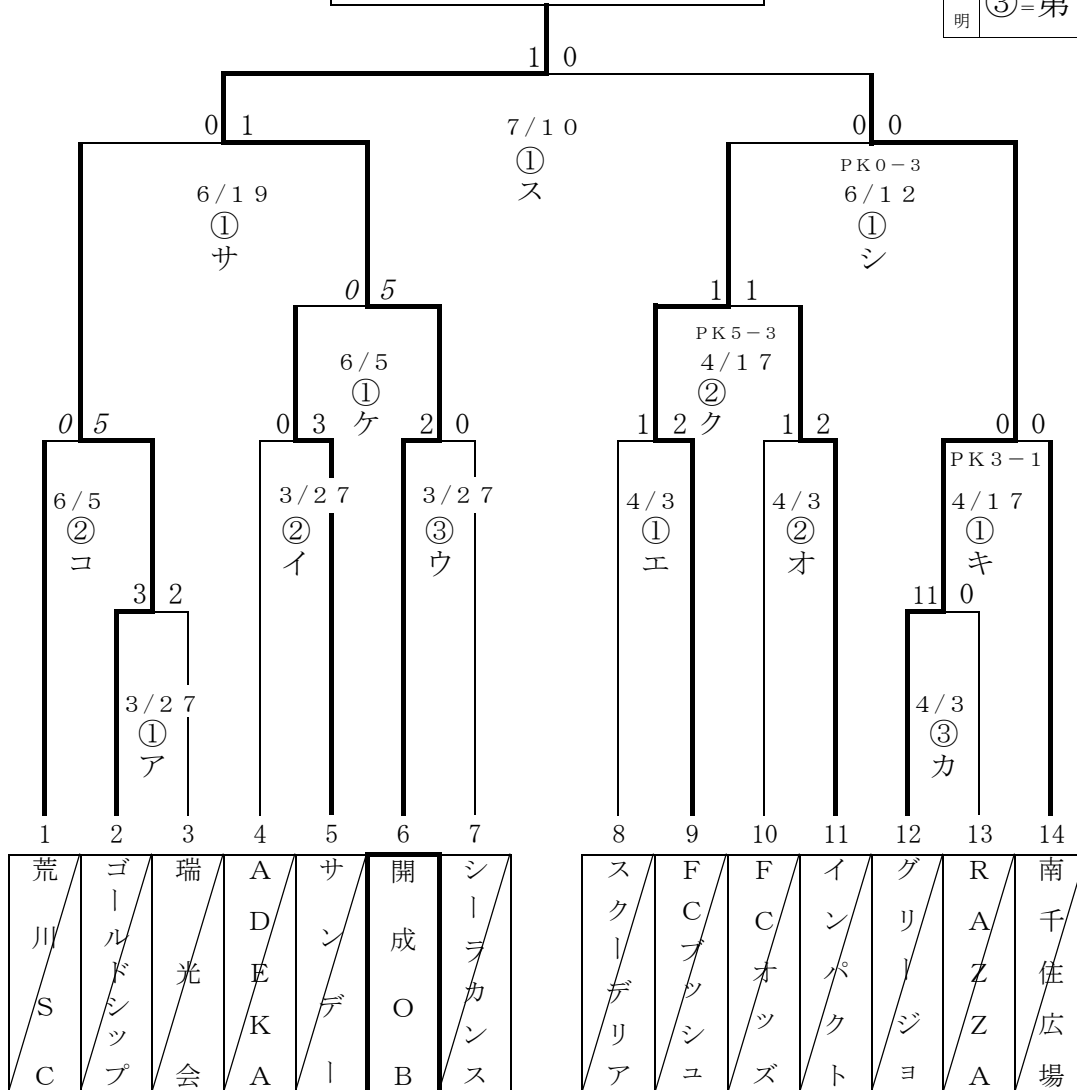 明 ③=第
1 0
0 1
7/10
①
ス
0 0
PK0-3
6/19
①
サ
6/12
①
シ
0 5
1 1
PK5-3
6/5
①
ケ
4/17
②
ク
0 5
0 3
2 0
1 2
1 2
0 0
PK3-1
6/5
②
コ
3/27
②
イ
3/27
③
ウ
4/3
①
エ
4/3
②
オ
4/17
①
キ
3 2
11 0
3/27
①
ア
4/3
③
カ
1 2 3 4 5 6 7 8 9 10 11 12 13 14
荒川SC
ゴールドシップ
瑞光会
ADEKA
サンデー
開成OB
シーラカンス
スクーデリア
FCブッシュ
FCオッズ
インパクト
グリージョ
RAZZA
南千住広場